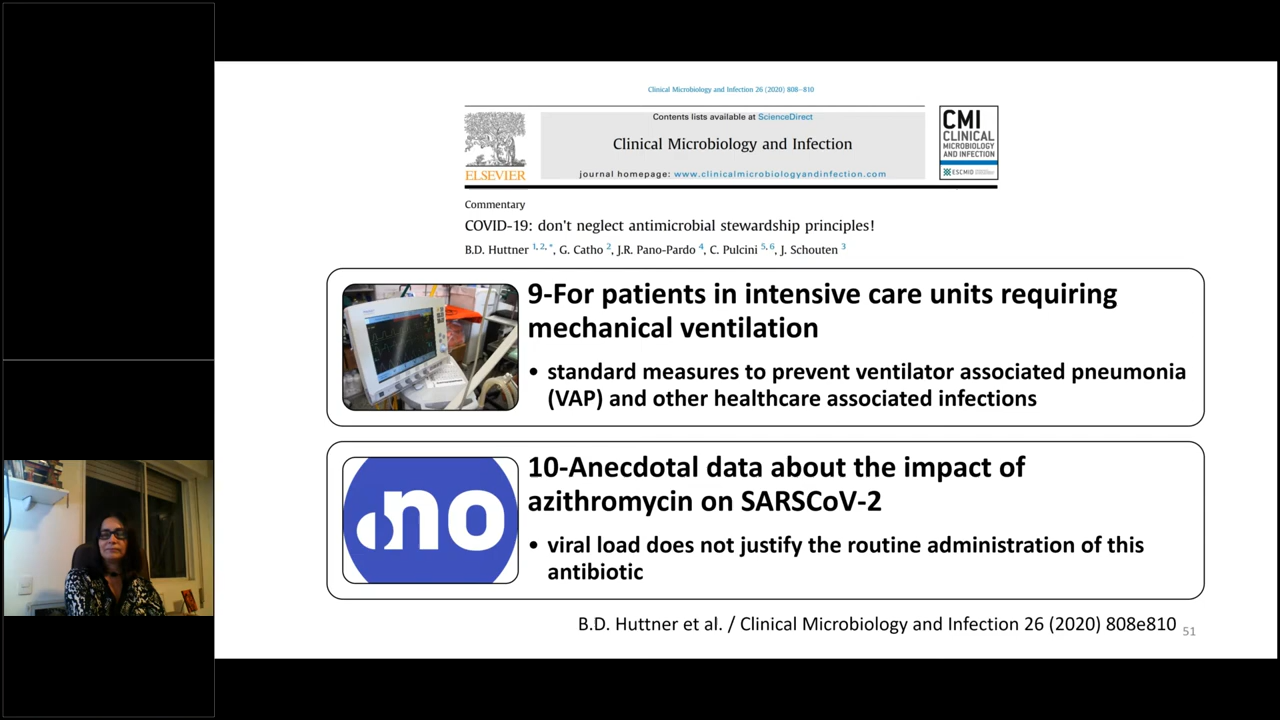 Clinical Microbiology and Infection 26 (2020) 808–810
Contents lists available at ScienceDirect
Clinical Microbiology and Infection
journal homepage: www.clinicalmicrobiologyandinfection.com
ELSEVIER
CMI
CLINICAL
MICROBIOLOGY
AND INFECTION
ESCMID
Commentary
COVID-19: don't neglect antimicrobial stewardship principles!
B.D. Huttner 1, 2, *, G. Catho 2, J.R. Pano-Pardo 4, C. Pulcini 5, 6, J. Schouten 3
9-For patients in intensive care units requiring
mechanical ventilation
• standard measures to prevent ventilator associated pneumonia
(VAP) and other healthcare associated infections
.no
10-Anecdotal data about the impact of
azithromycin on SARSCoV-2
• viral load does not justify the routine administration of this
antibiotic
B.D. Huttner et al. / Clinical Microbiology and Infection 26 (2020) 808e810
51